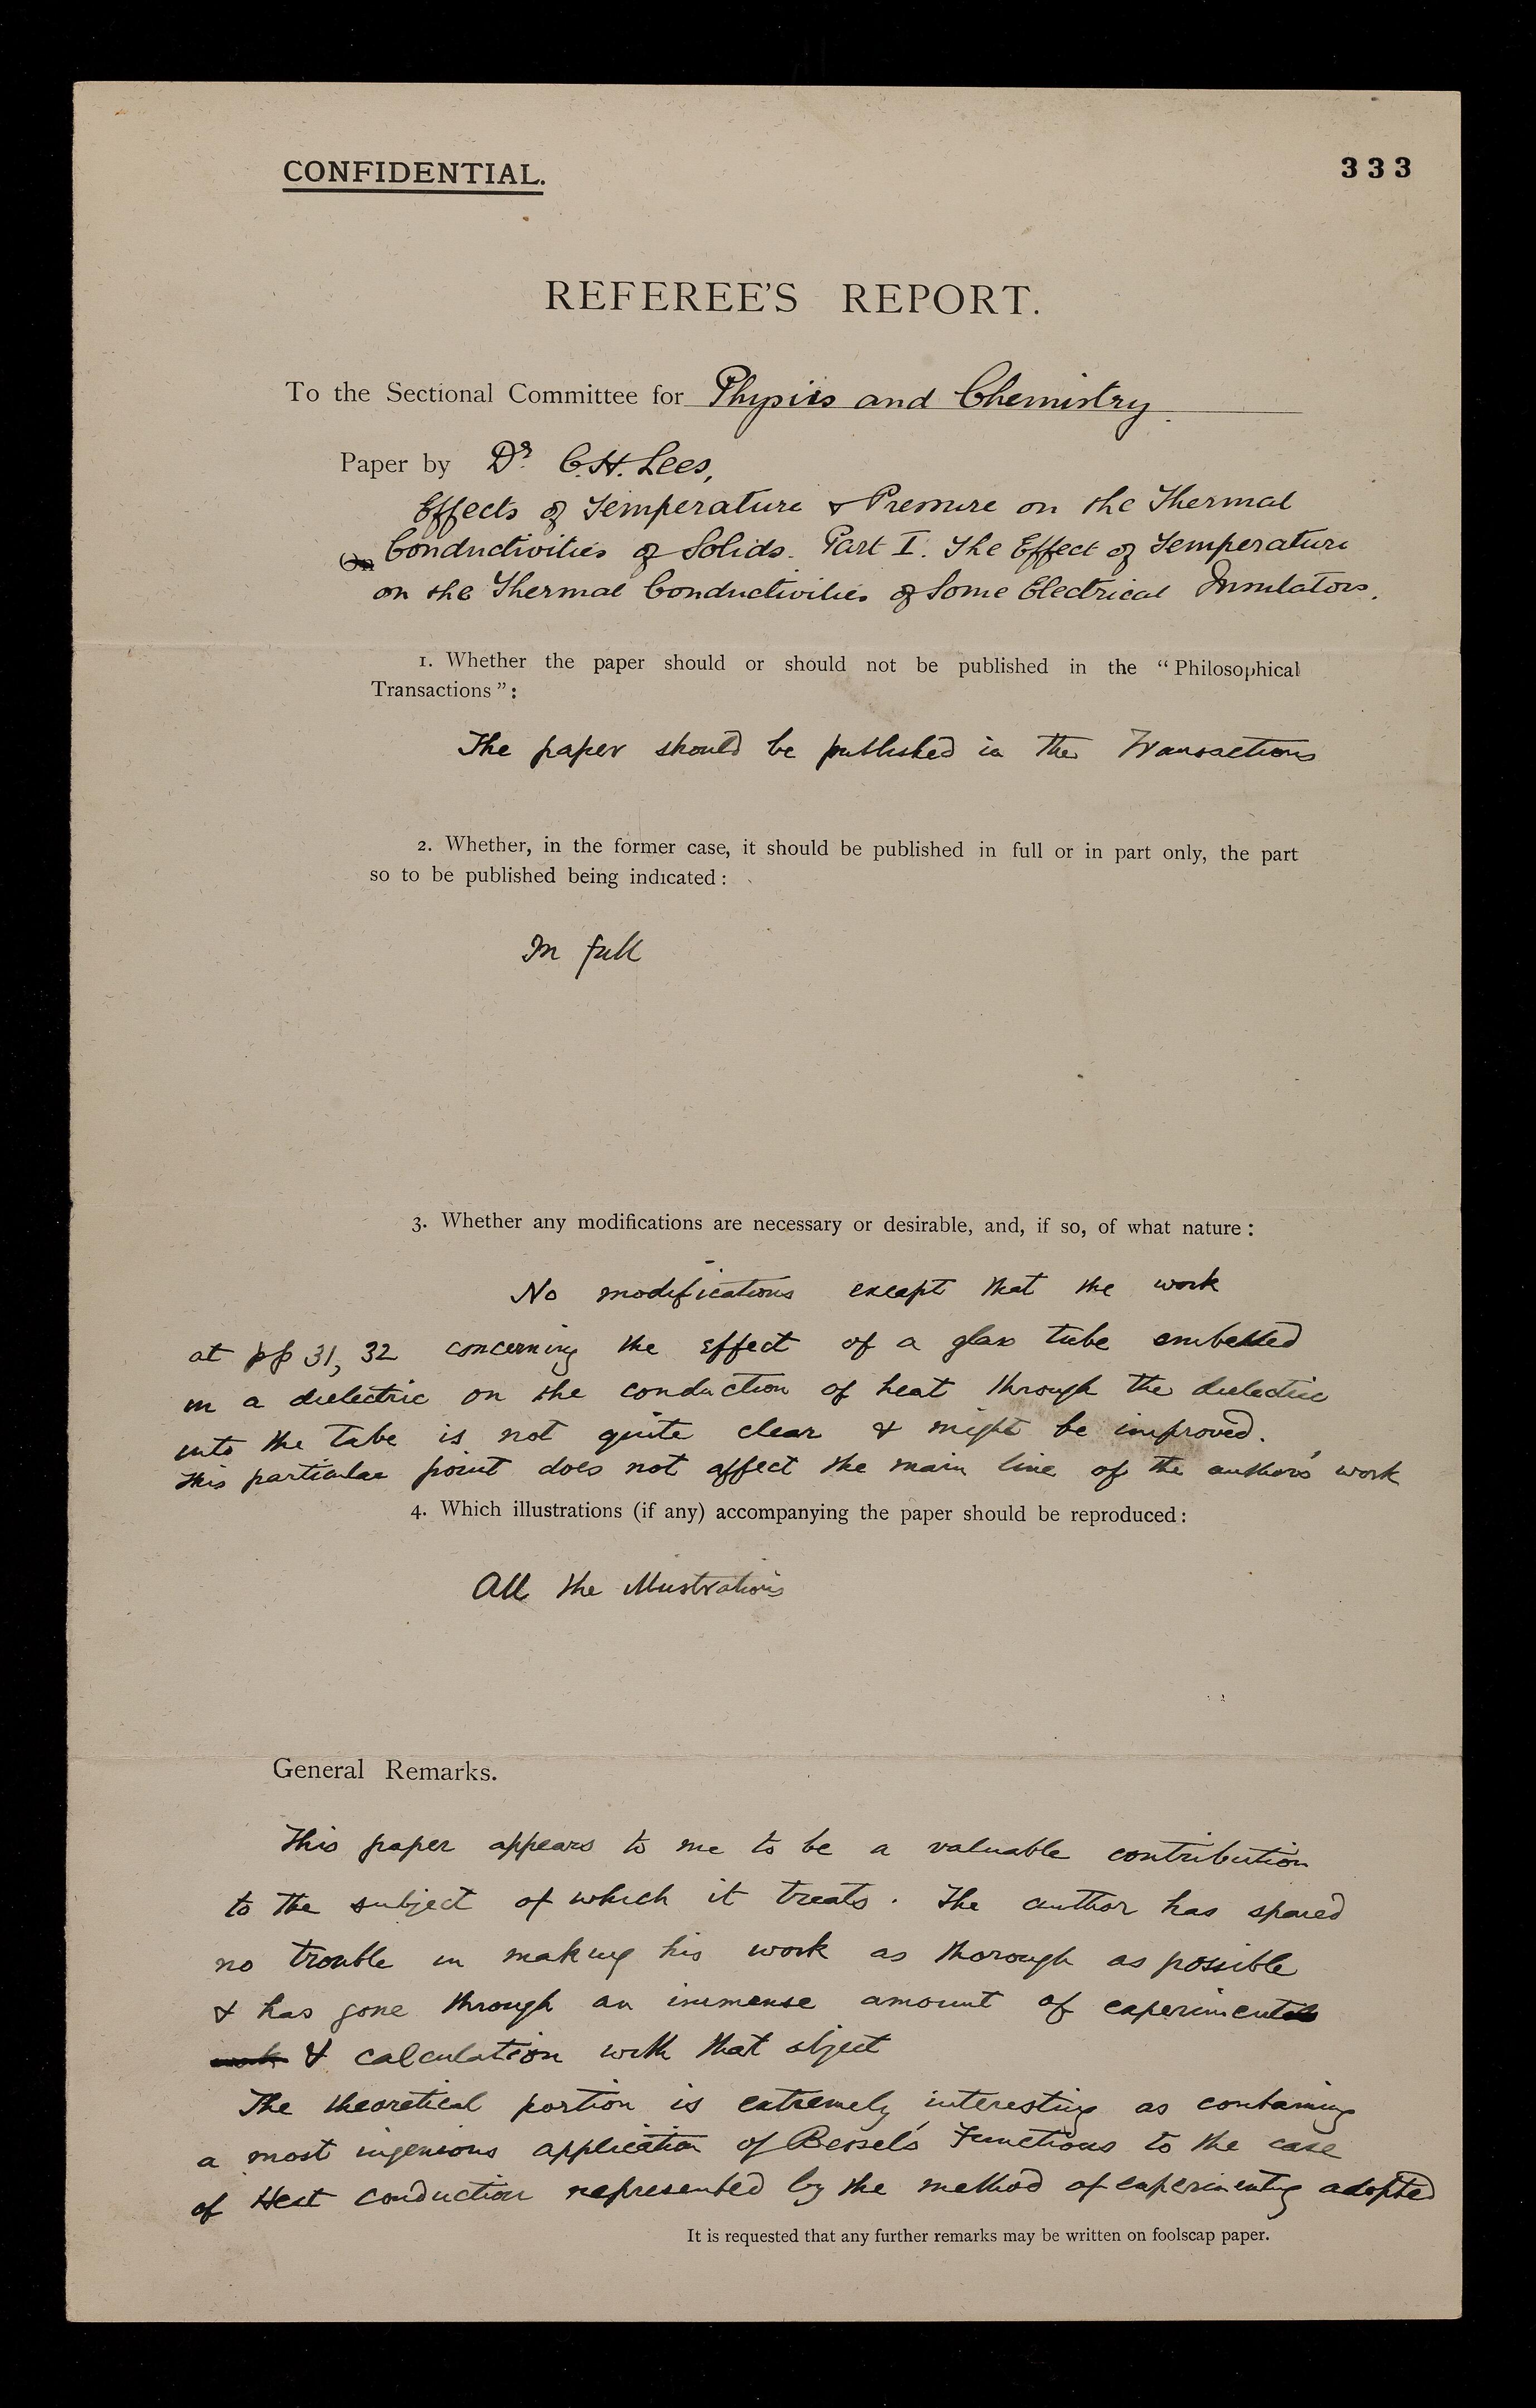 CONFIDENTIAL.
333
REFEREE'S REPORT.
To the Sectional Committee for Physics and Chemistry.
Paper by Dr. C.H. Lees,
Effects of Temperature & Pressure on the Thermal
On Conductivities of Solids. Part I. The Effect of Temperature
on the Thermal Conductivities of Some Electrical Insulators.
1. Whether the paper should or should not be published in the "Philosophical
Transactions":
The paper should be published in the Transactions
2. Whether, in the former case, it should be published in full or in part only, the part
so to be published being indicated:
In full
3. Whether any modifications are necessary or desirable, and, if so, of what nature:
No modifications except that the work
at pp 31, 32 concerning the effect of a glass tube embedded
in a dielectric on the conduction of heat through the dielectric
into the tube is not quite clear & might be improved.
This particular point does not affect the main line of the author's work
4. Which illustrations (if any) accompanying the paper should be reproduced:
All the illustrations
General Remarks.
This paper appears to me to be a valuable contribution
to the subject of which it treats. The author has spared
no trouble in making his work as thorough as possible
& has gone through an immense amount of experiment
work & calculation with that object
The theoretical portion is extremely interesting as containing
a most ingenious application of Bessel's Functions to the case
of Heat conduction represented by the method of experimenting adopted
It is requested that any further remarks may be written on foolscap paper.